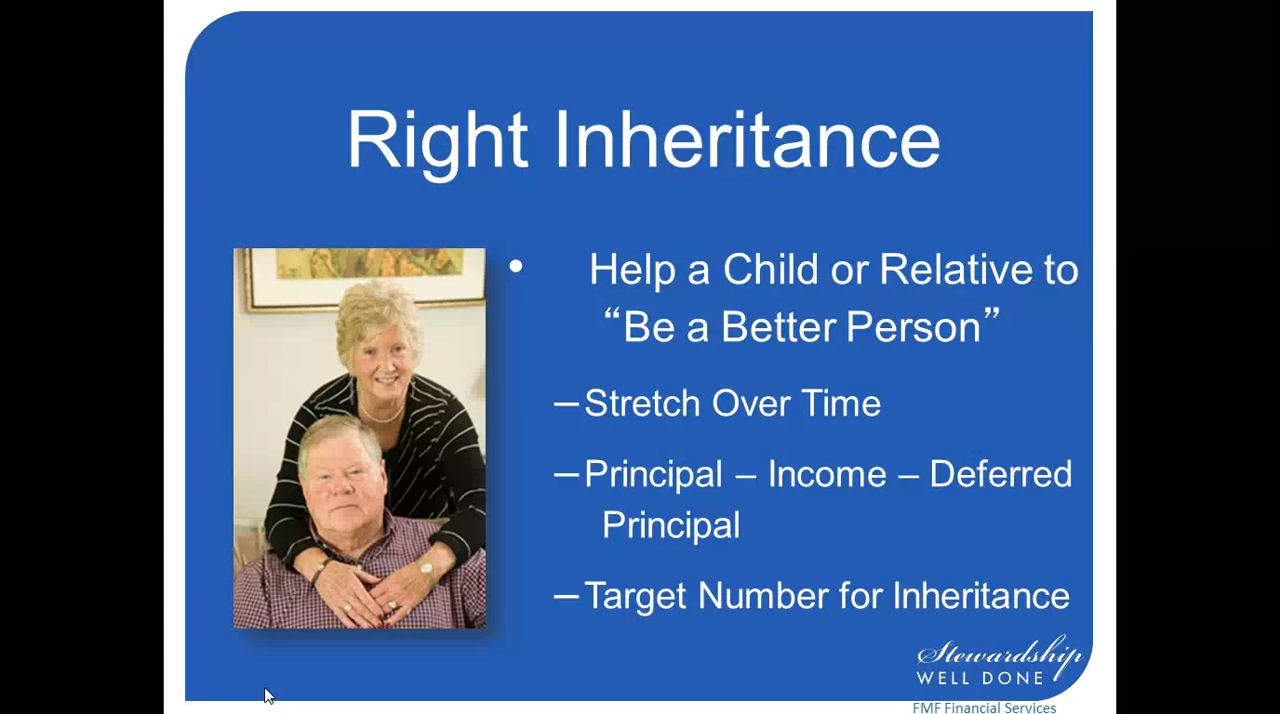 Right Inheritance
• Help a Child or Relative to
“Be a Better Person”
–Stretch Over Time
–Principal – Income – Deferred
Principal
–Target Number for Inheritance
Stewardship
WELL DONE
FMF Financial Services